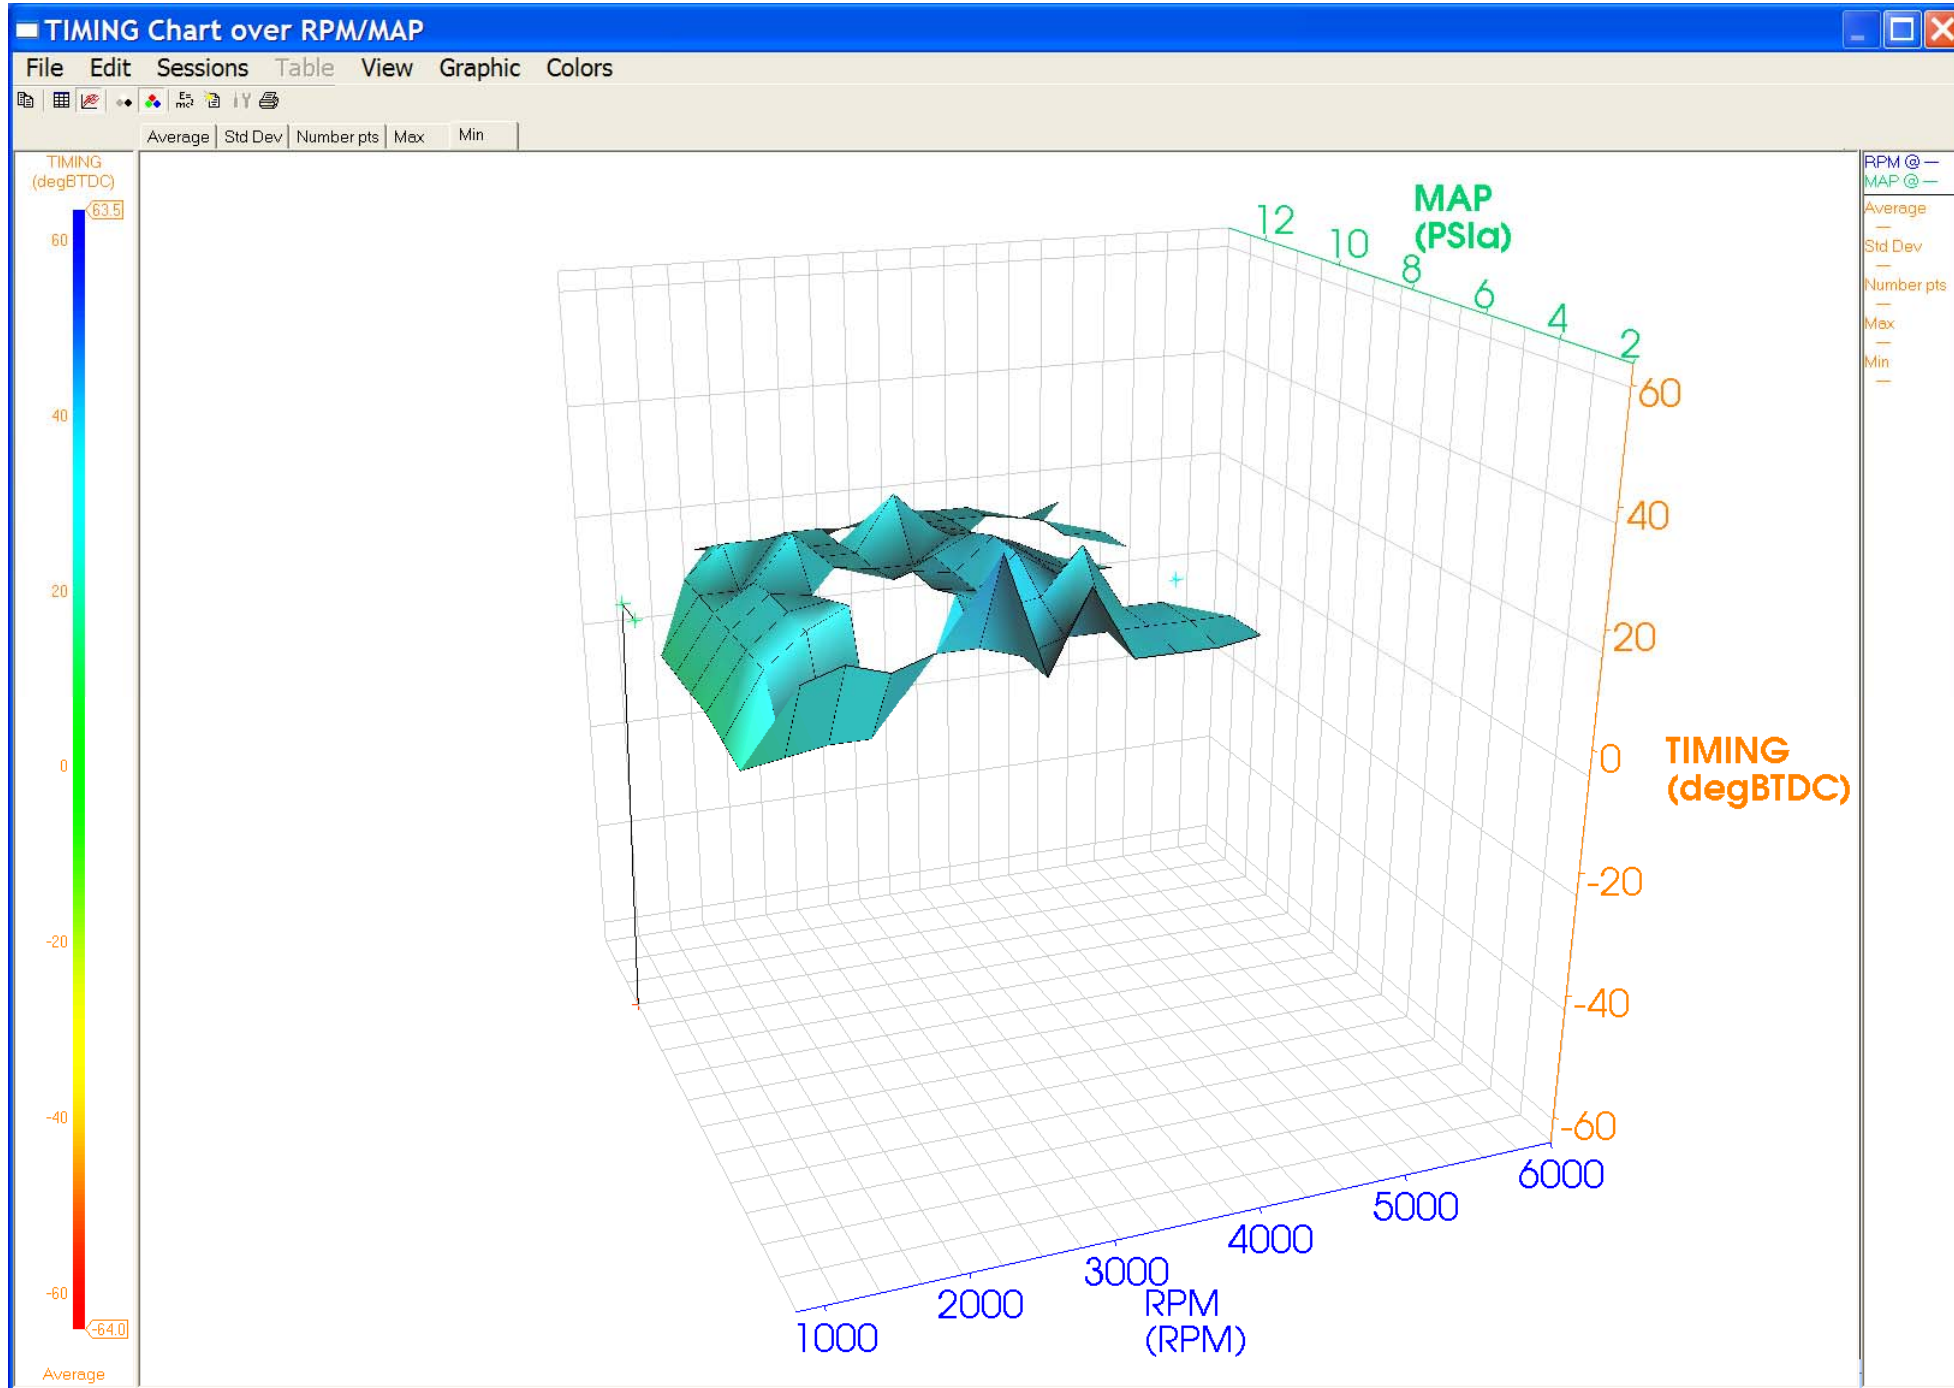 TIMING Chart over RPM/MAP
File Edit Sessions Table View Graphic Colors
E=
mc²
Average Std Dev Number pts Max Min
TIMING
(degBTDC)
63.5
60
40
20
0
-20
-40
-60
-64.0
Average
12
10
8
6
4
2
MAP
(PSIa)
60
40
20
0
-20
-40
-60
TIMING
(degBTDC)
1000
2000
3000
4000
5000
6000
RPM
(RPM)
RPM @ —
MAP @ —
Average
—
Std Dev
—
Number pts
—
Max
—
Min
—